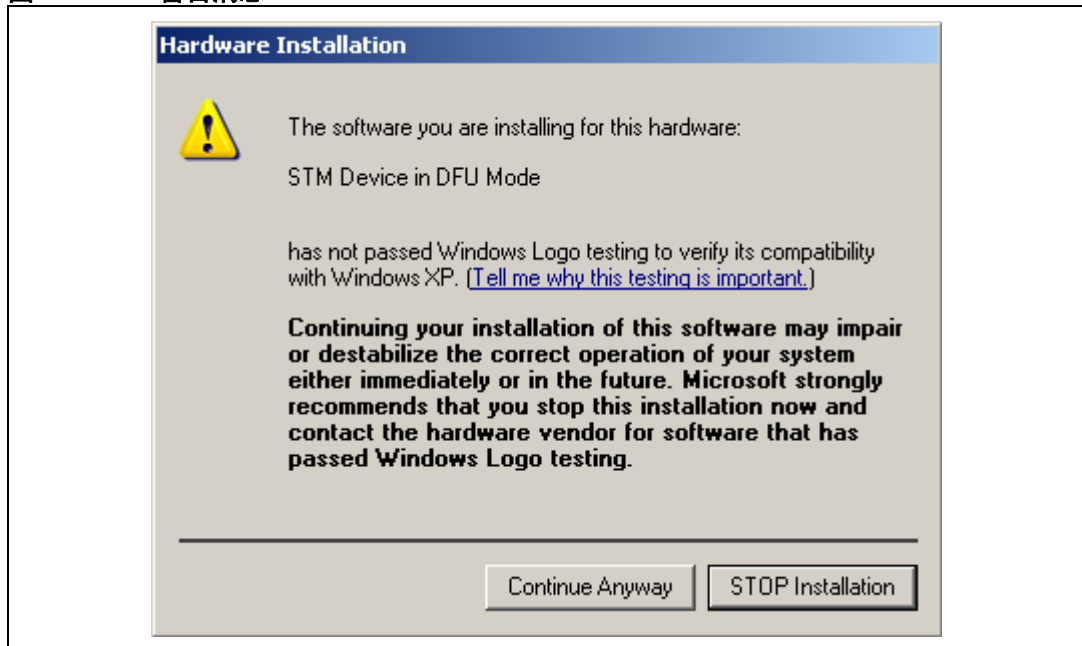 Hardware Installation
The software you are installing for this hardware:
STM Device in DFU Mode
has not passed Windows Logo testing to verify its compatibility
with Windows XP. (Tell me why this testing is important.)
Continuing your installation of this software may impair
or destabilize the correct operation of your system
either immediately or in the future. Microsoft strongly
recommends that you stop this installation now and
contact the hardware vendor for software that has
passed Windows Logo testing.
Continue Anyway
STOP Installation